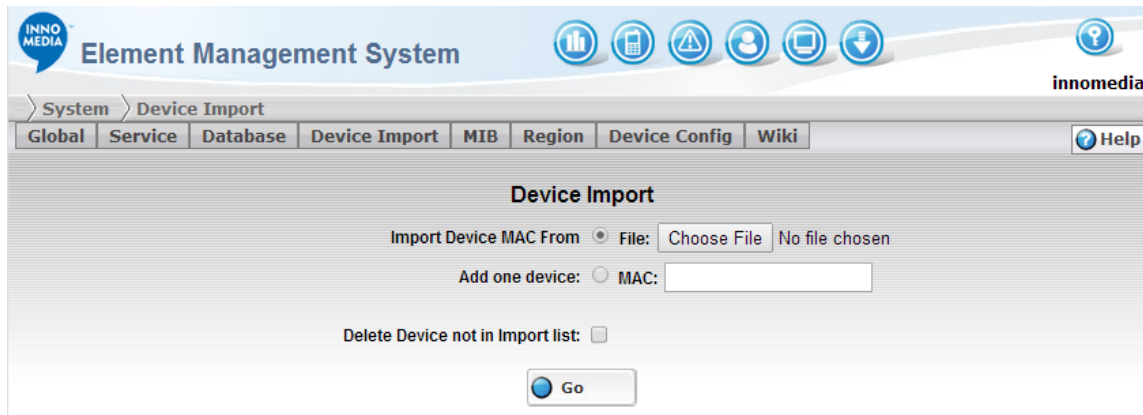 INNO
MEDIA
Element Management System
innomedia
System Device Import
Global Service Database Device Import MIB Region Device Config Wiki
Help
Device Import
Import Device MAC From File: Choose File No file chosen
Add one device: MAC:
Delete Device not in Import list:
Go